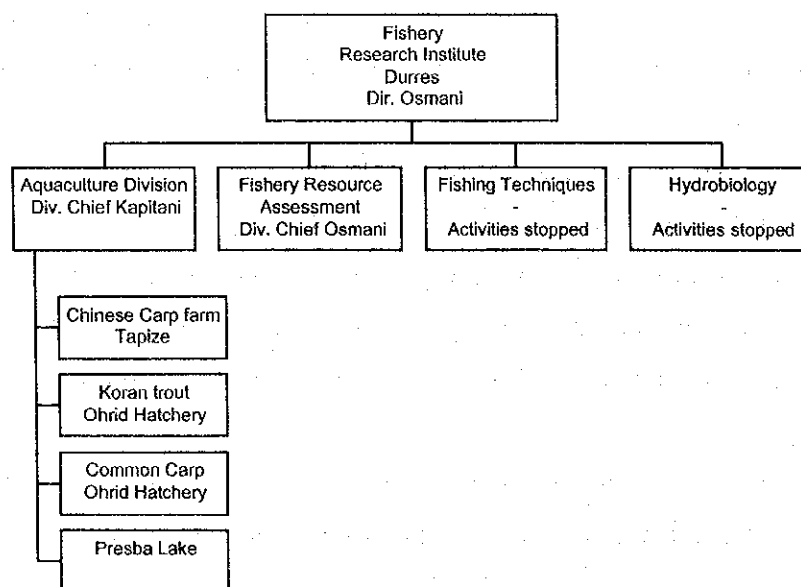 Fishery
Research Institute
Durres
Dir. Osmani
Aquaculture Division
Div. Chief Kapitani
Fishery Resource
Assessment
Div. Chief Osmani
Fishing Techniques
-
Activities stopped
Hydrobiology
-
Activities stopped
Chinese Carp farm
Tapize
Koran trout
Ohrid Hatchery
Common Carp
Ohrid Hatchery
Presba Lake